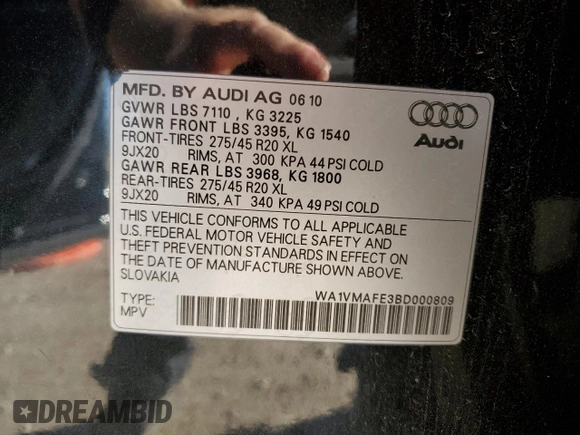 MFD. BY AUDI AG 06 10
GVWR LBS 7110 , KG 3225
GAWR FRONT LBS 3395, KG 1540
FRONT-TIRES 275/45 R20 XL
9JX20 RIMS, AT 300 KPA 44 PSI COLD
GAWR REAR LBS 3968, KG 1800
REAR-TIRES 275/45 R20 XL
9JX20 RIMS, AT 340 KPA 49 PSI COLD
Audi
THIS VEHICLE CONFORMS TO ALL APPLICABLE
U.S. FEDERAL MOTOR VEHICLE SAFETY AND
THEFT PREVENTION STANDARDS IN EFFECT ON
THE DATE OF MANUFACTURE SHOWN ABOVE.
SLOVAKIA
WA1VMAFE3BD000809
TYPE:
MPV
DREAMBID